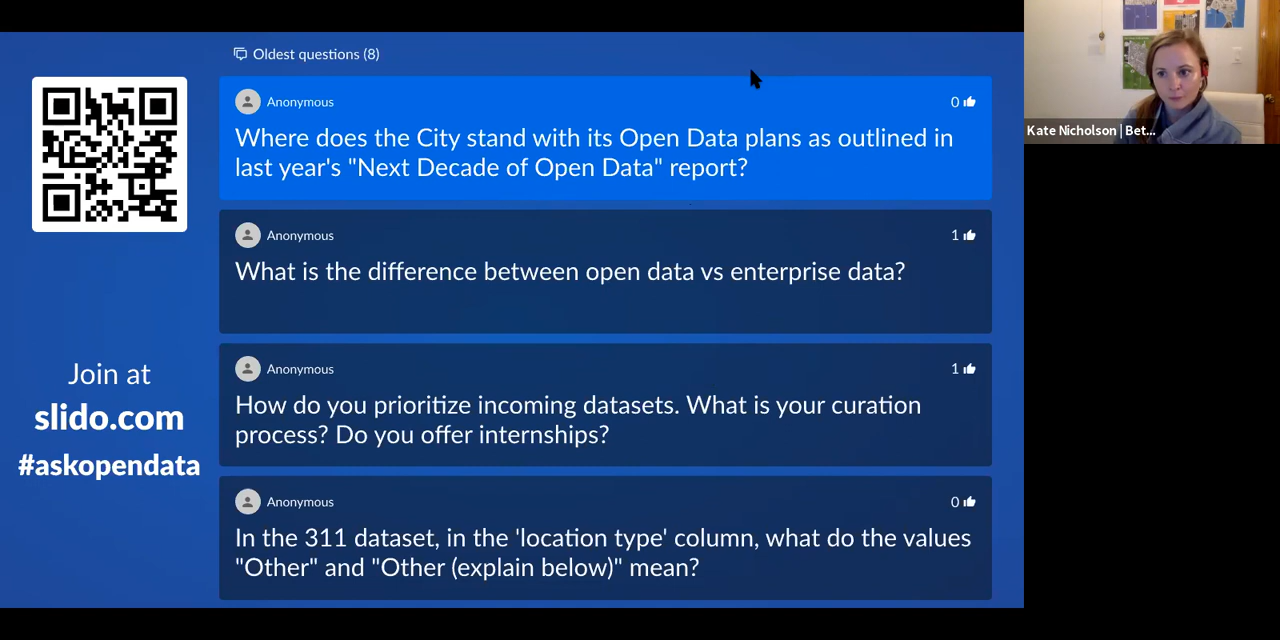 Oldest questions (8)
Anonymous
0
Where does the City stand with its Open Data plans as outlined in
last year's "Next Decade of Open Data" report?
Anonymous
1
What is the difference between open data vs enterprise data?
Anonymous
1
How do you prioritize incoming datasets. What is your curation
process? Do you offer internships?
Anonymous
0
In the 311 dataset, in the 'location type' column, what do the values
"Other" and "Other (explain below)" mean?
Join at
slido.com
#askopendata
Kate Nicholson | Bet...